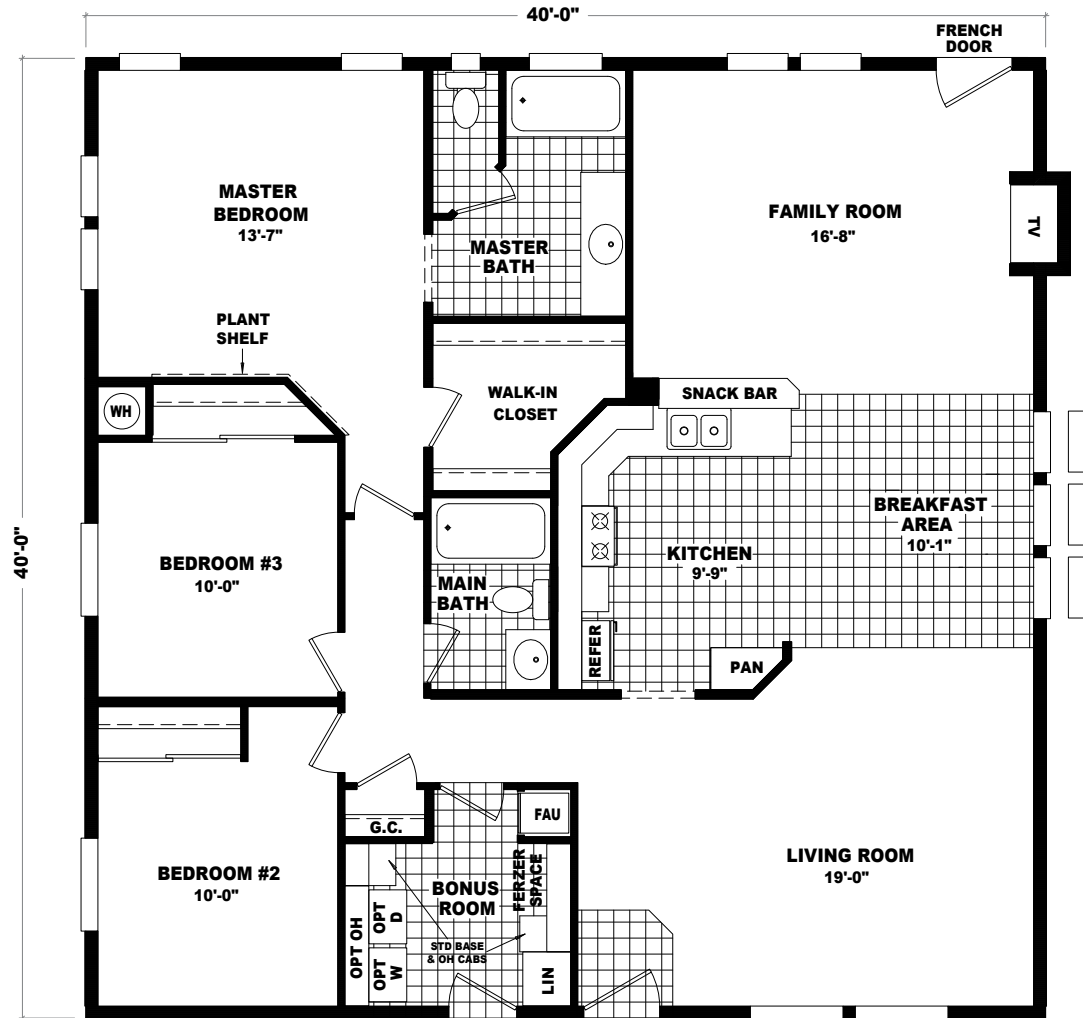 40'-0"
FRENCH
DOOR
40'-0"
MASTER
BEDROOM
13'-7"
MASTER
BATH
FAMILY ROOM
16'-8"
TV
PLANT
SHELF
WH
WALK-IN
CLOSET
SNACK BAR
BREAKFAST
AREA
10'-1"
KITCHEN
9'-9"
BEDROOM #3
10'-0"
MAIN
BATH
REFER
PAN
G.C.
FAU
BEDROOM #2
10'-0"
BONUS
ROOM
FERZER
SPACE
OPT OH
OPT
D
OPT
W
STD BASE
& OH CABS
LIN
LIVING ROOM
19'-0"